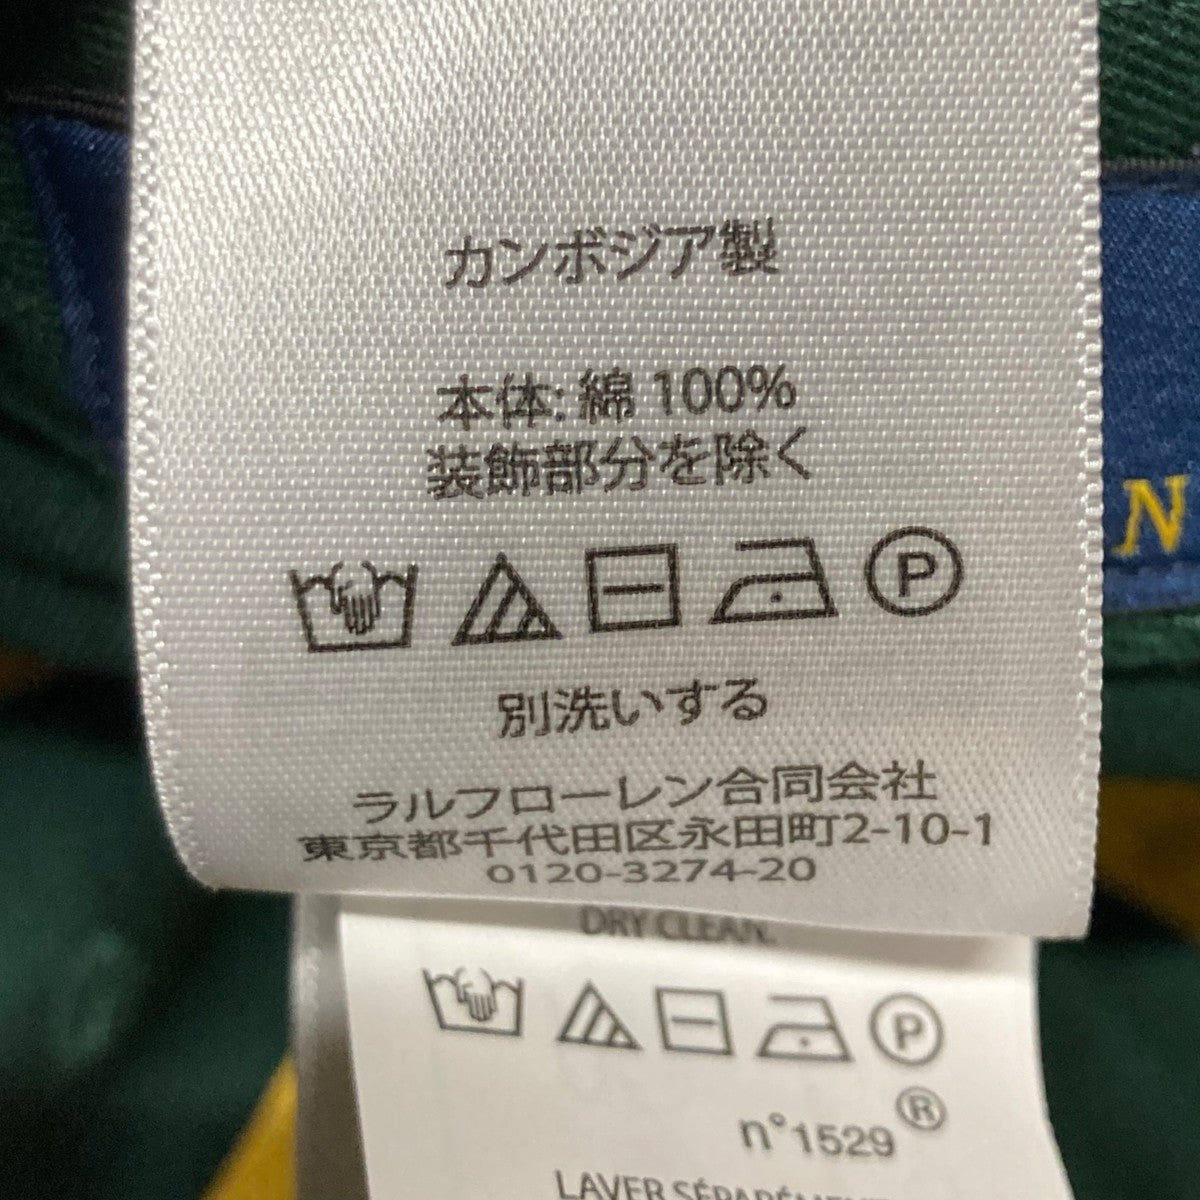 カンボジア製
本体: 綿 100%
装飾部分を除く
N
P
別洗いする
ラルフローレン合同会社
東京都千代田区永田町2-10-1
0120-3274-20
DRY CLEAN.
P
n°1529®
LAVER SÉPARÉMENT